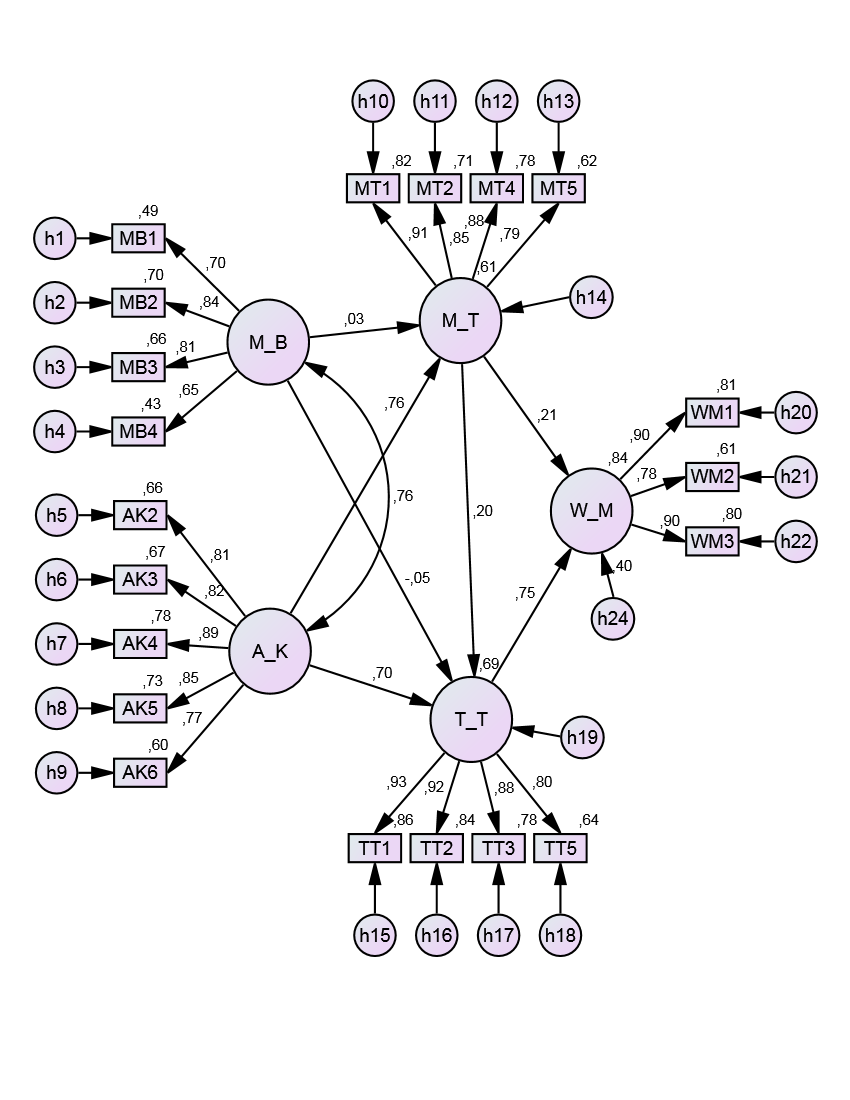 h10 h11 h12 h13
,82 ,71 ,78 ,62
MT1 MT2 MT4 MT5
,91 ,85 ,88 ,79
,61
M_T
h14
,49
h1 MB1
,70
,70
h2 MB2
,84
,66
h3 MB3
,81
,43
h4 MB4
,65
M_B
,03
,76
,76
-,05
,20
,21
,66
h5 AK2
,81
,67
h6 AK3
,82
,78
h7 AK4
,89
,73
h8 AK5
,85
,60
h9 AK6
,77
A_K
,70
,81
WM1 h20
,90
,84
,61
WM2 h21
,78
,80
WM3 h22
,90
W_M
,40
h24
,75
,69
T_T
h19
,93 ,92 ,88 ,80
,86 ,84 ,78 ,64
TT1 TT2 TT3 TT5
h15 h16 h17 h18